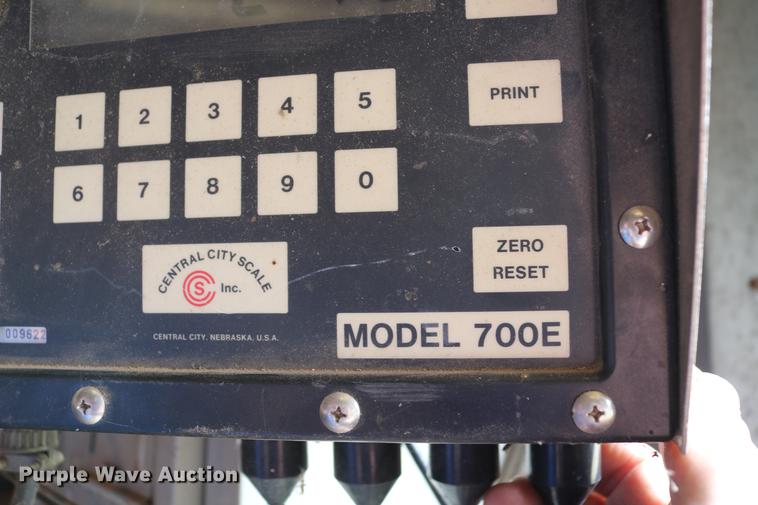 1 2 3 4 5
PRINT
6 7 8 9 0
ZERO
RESET
CENTRAL CITY SCALE
CCS Inc.
009622
CENTRAL CITY, NEBRASKA, U.S.A.
MODEL 700E
Purple Wave Auction